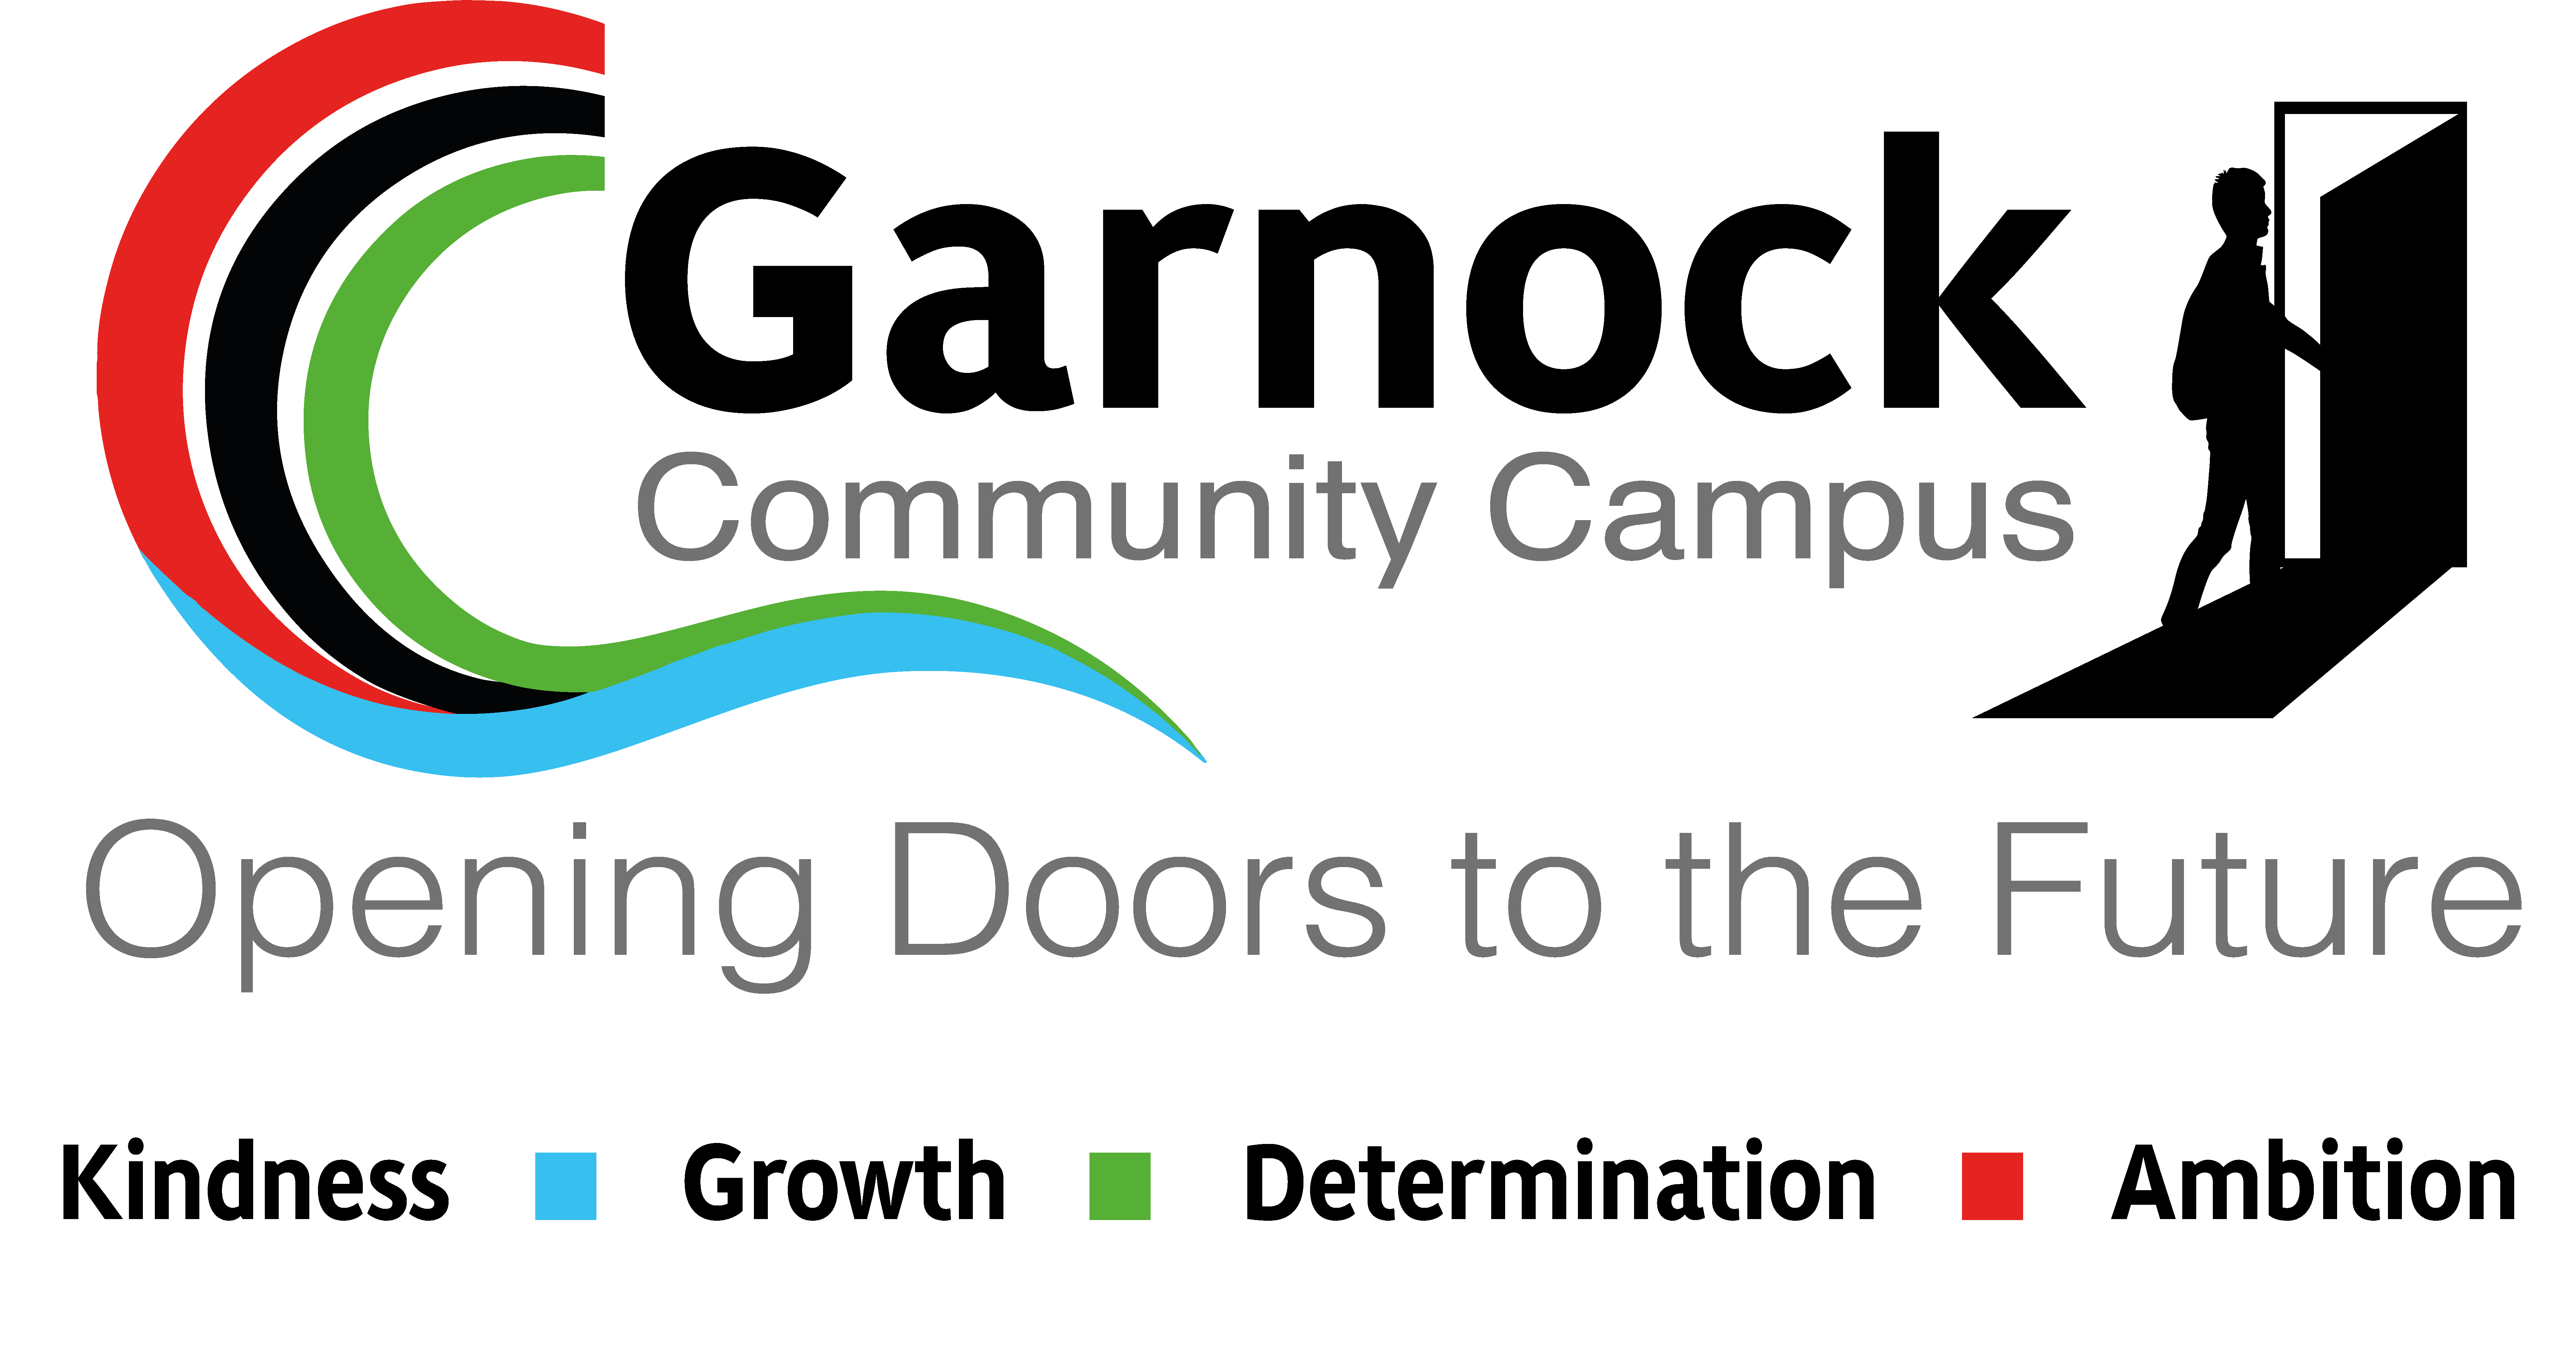 Garnock
Community Campus
Opening Doors to the Future
Kindness Growth Determination Ambition